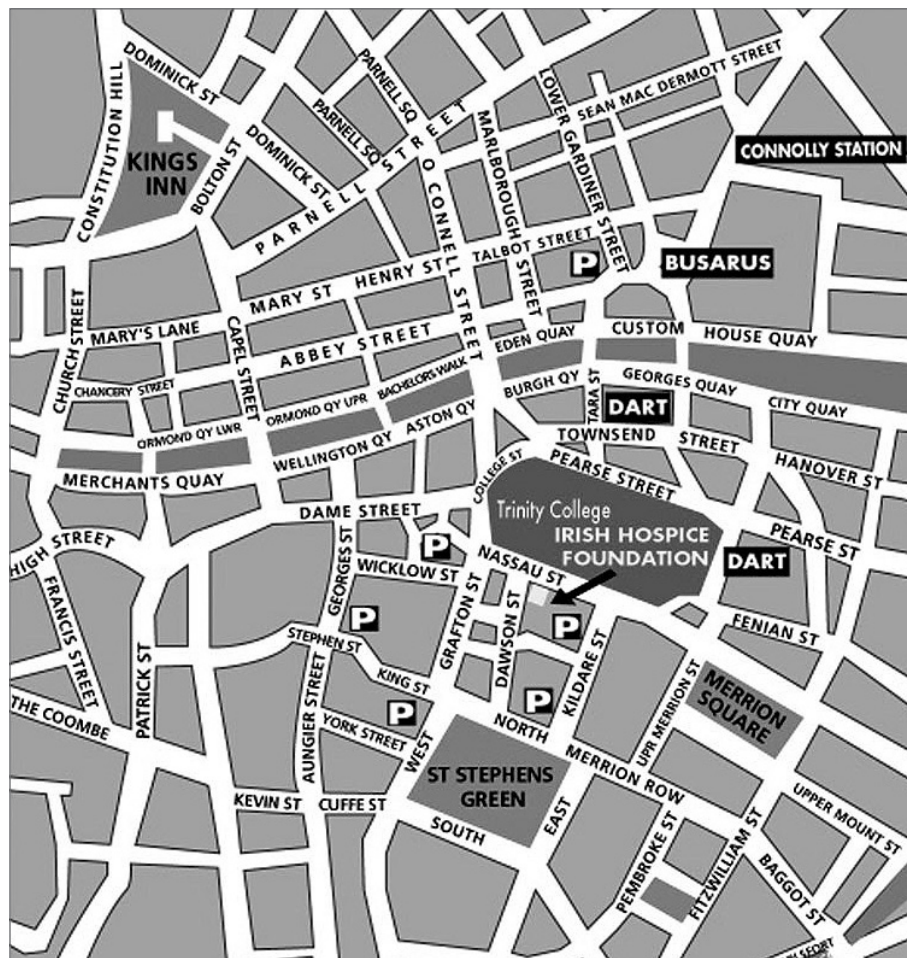 DOMINICK ST
CONSTITUTION HILL
KINGS
INN
BOLTON ST
DOMINICK ST
PARNELL SQ
PARNELL SQ
PARNEL STREET
O CONNELL STREET
MARLBOROUGH STREET
LOWER GARDINER STREET
SEAN MAC DERMOTT STREET
CONNOLLY STATION
TALBOT STREET
P
BUSARUS
HENRY ST
MARY ST
MARY'S LANE
CHURCH STREET
CAPEL STREET
ABBEY STREET
CHANCERY STREET
EDEN QUAY
CUSTOM HOUSE QUAY
BACHELORS WALK
ORMOND QY UPR
ORMOND QY LWR
BURGH QY
TARA ST
GEORGES QUAY
CITY QUAY
DART
ASTON QY
WELLINGTON QY
MERCHANTS QUAY
TOWNSEND STREET
HANOVER ST
COLLEGE ST
PEARSE STREET
PEARSE ST
DAME STREET
Trinity College
IRISH HOSPICE
FOUNDATION
DART
HIGH STREET
FRANCIS STREET
PATRICK ST
GEORGES ST
WICKLOW ST
P
NASSAU ST
GRAFTON ST
DAWSON ST
P
KILDARE ST
FENIAN ST
P
STEPHEN ST
KING ST
P
P
YORK STREET
AUNGIER STREET
THE COOMBE
WEST
NORTH
ST STEPHENS
GREEN
EAST
SOUTH
MERRION ROW
UPR MERRION ST
MERRION
SQUARE
KEVIN ST
CUFFE ST
UPPER MOUNT ST
PEMBROKE ST
FITZWILLIAM ST
BAGGOT ST